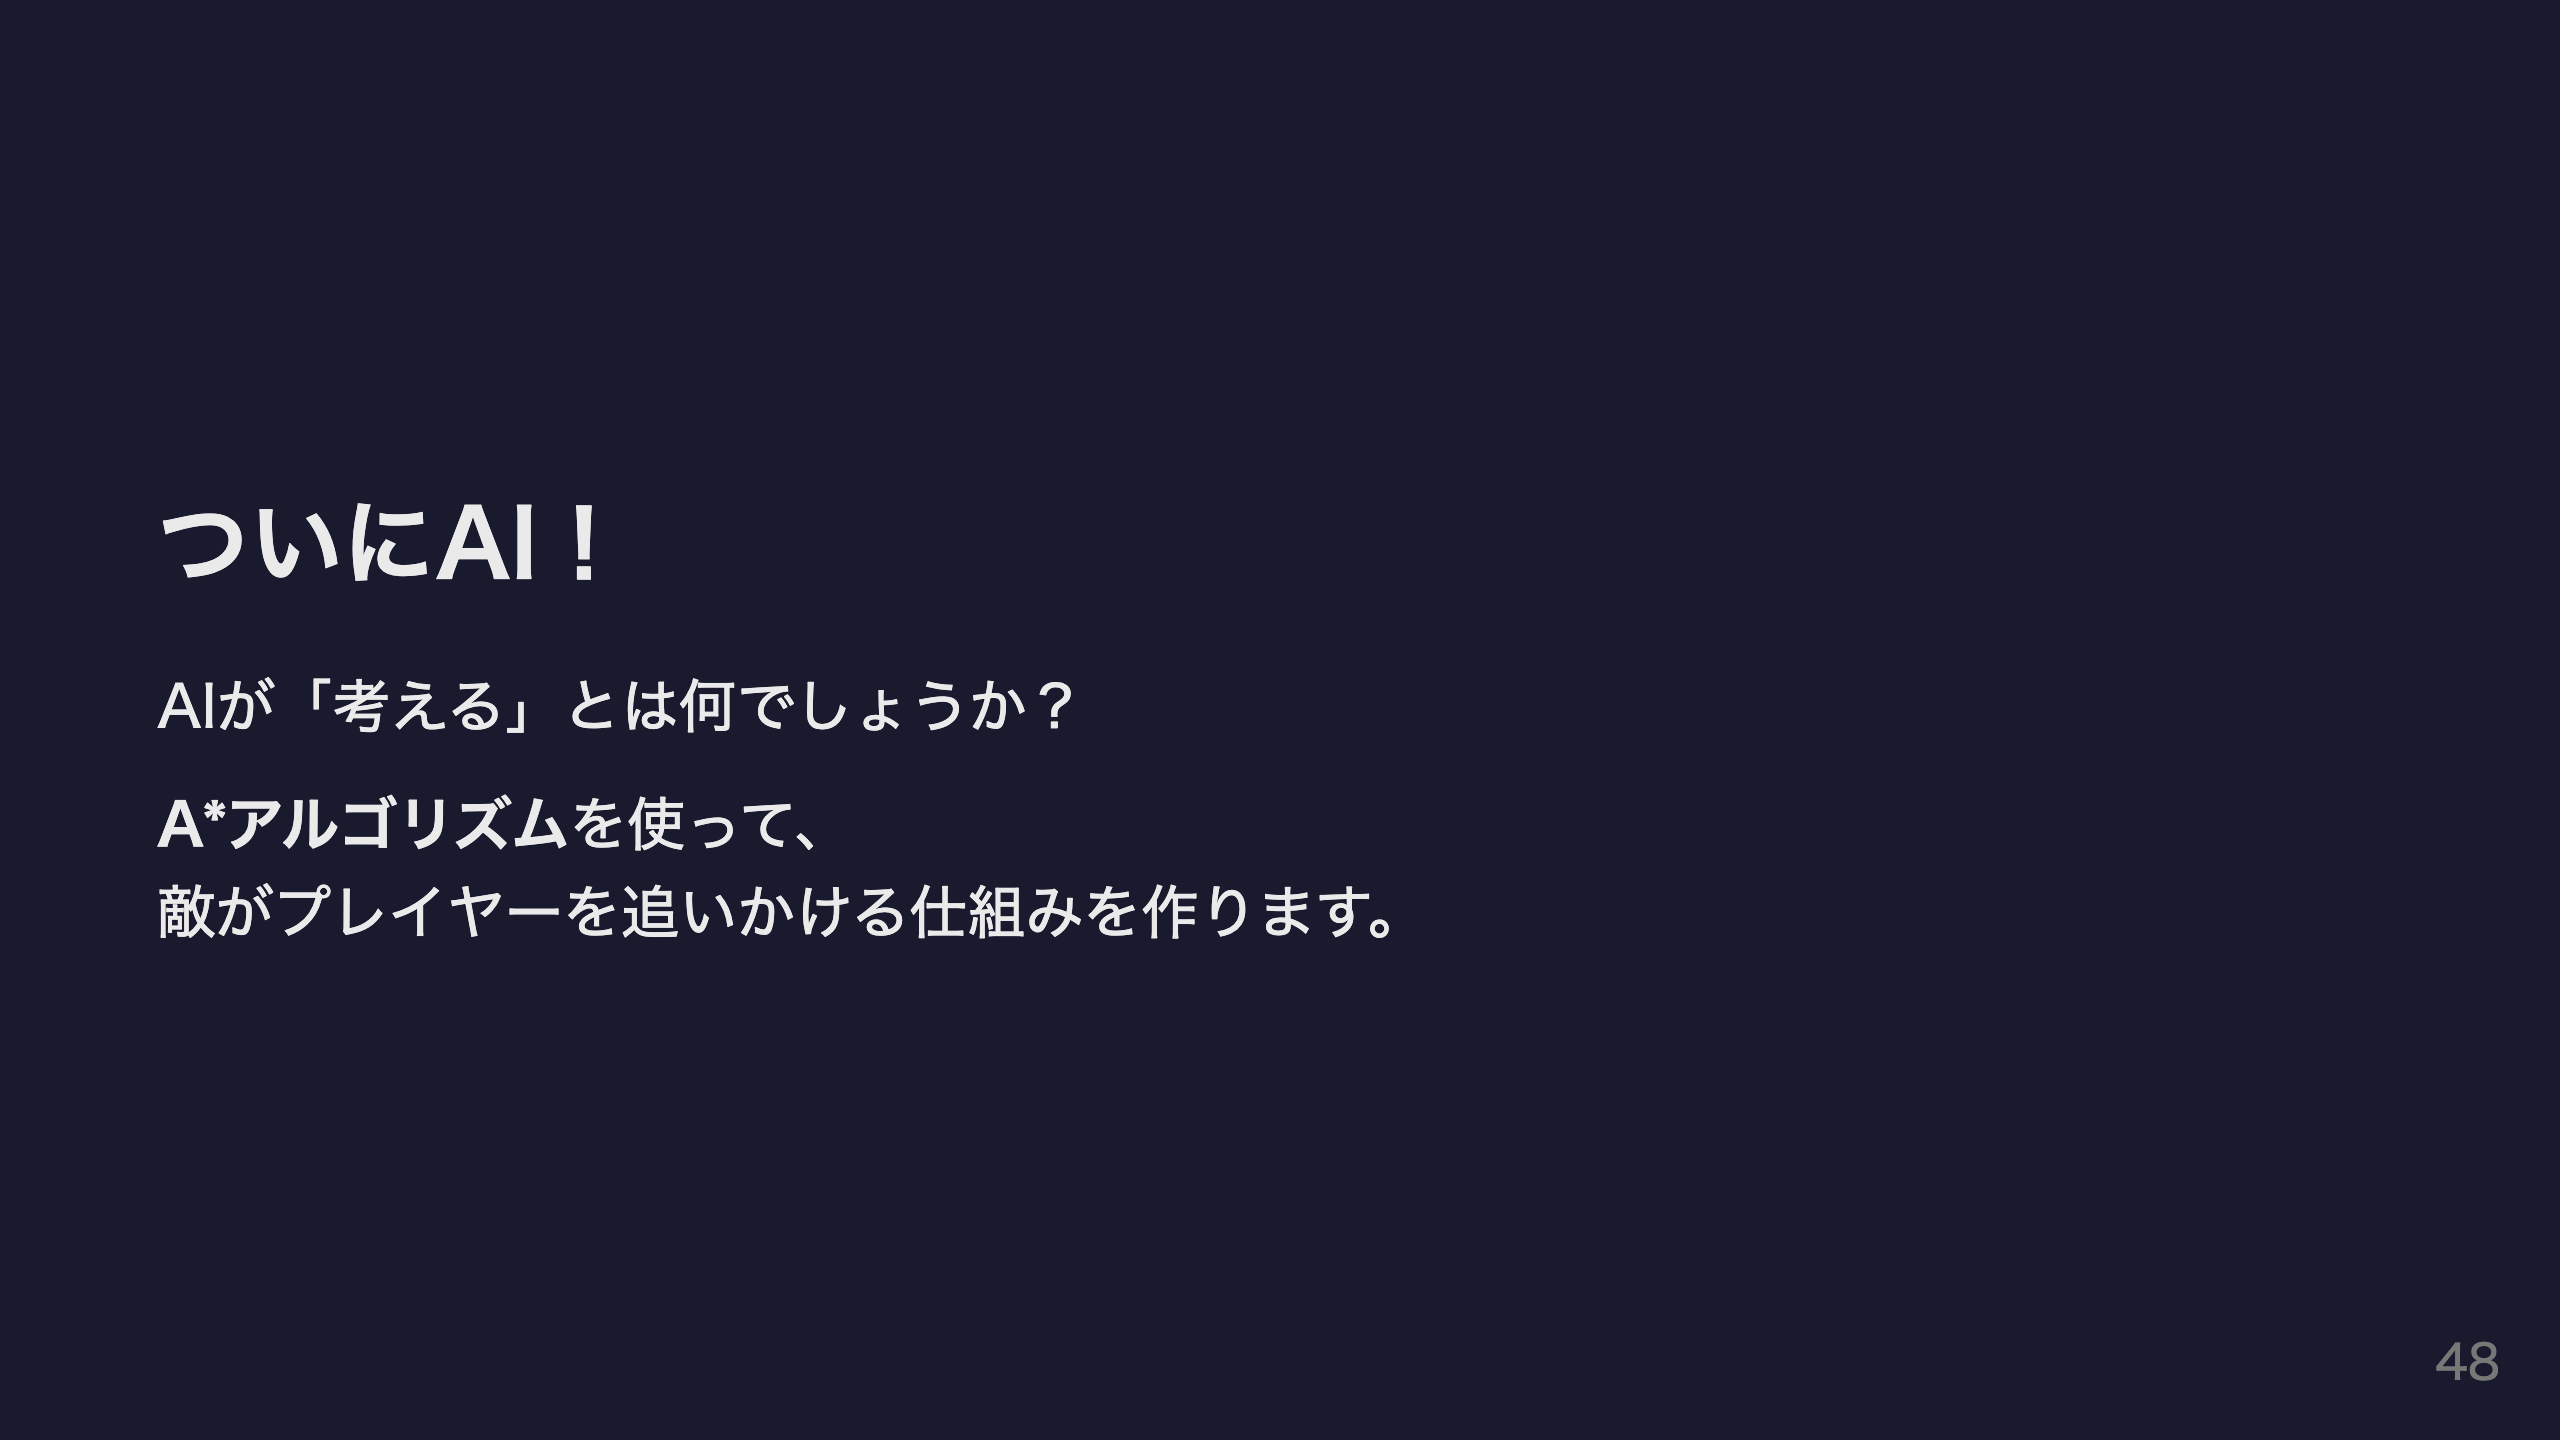 ついにAI！
AIが「考える」とは何でしょうか？
A*アルゴリズムを使って、
敵がプレイヤーを追いかける仕組みを作ります。
48